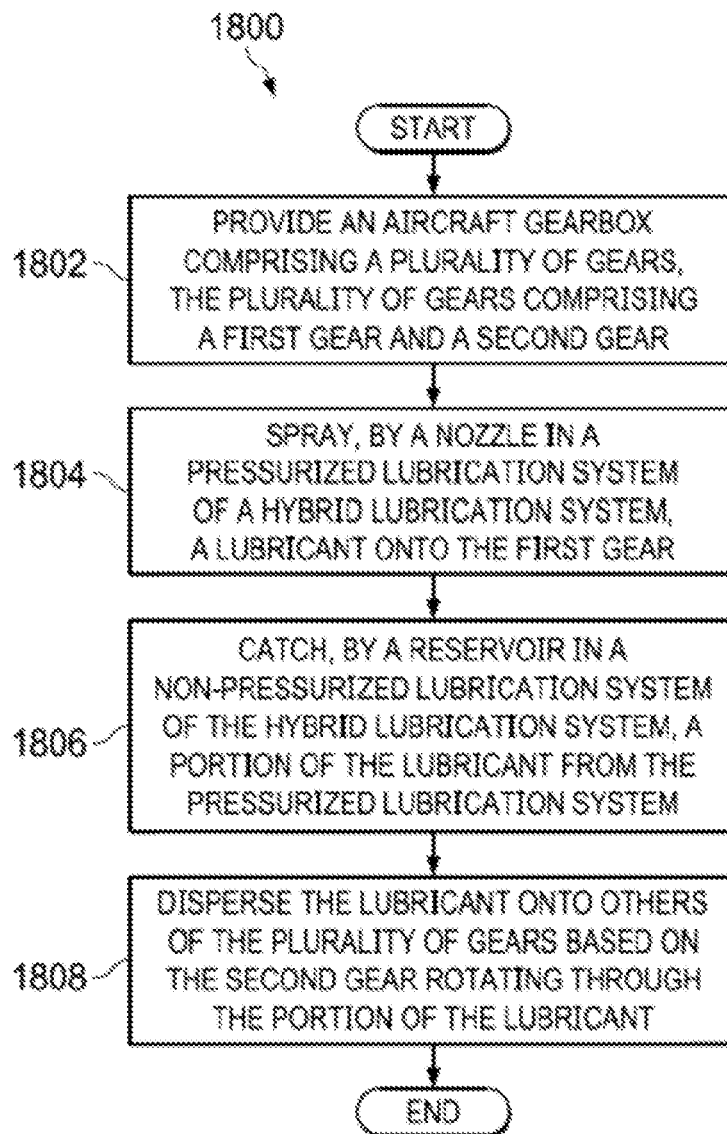 1800
START
1802
PROVIDE AN AIRCRAFT GEARBOX
COMPRISING A PLURALITY OF GEARS,
THE PLURALITY OF GEARS COMPRISING
A FIRST GEAR AND A SECOND GEAR
1804
SPRAY, BY A NOZZLE IN A
PRESSURIZED LUBRICATION SYSTEM
OF A HYBRID LUBRICATION SYSTEM,
A LUBRICANT ONTO THE FIRST GEAR
1806
CATCH, BY A RESERVOIR IN A
NON-PRESSURIZED LUBRICATION SYSTEM
OF THE HYBRID LUBRICATION SYSTEM, A
PORTION OF THE LUBRICANT FROM THE
PRESSURIZED LUBRICATION SYSTEM
1808
DISPERSE THE LUBRICANT ONTO OTHERS
OF THE PLURALITY OF GEARS BASED ON
THE SECOND GEAR ROTATING THROUGH
THE PORTION OF THE LUBRICANT
END